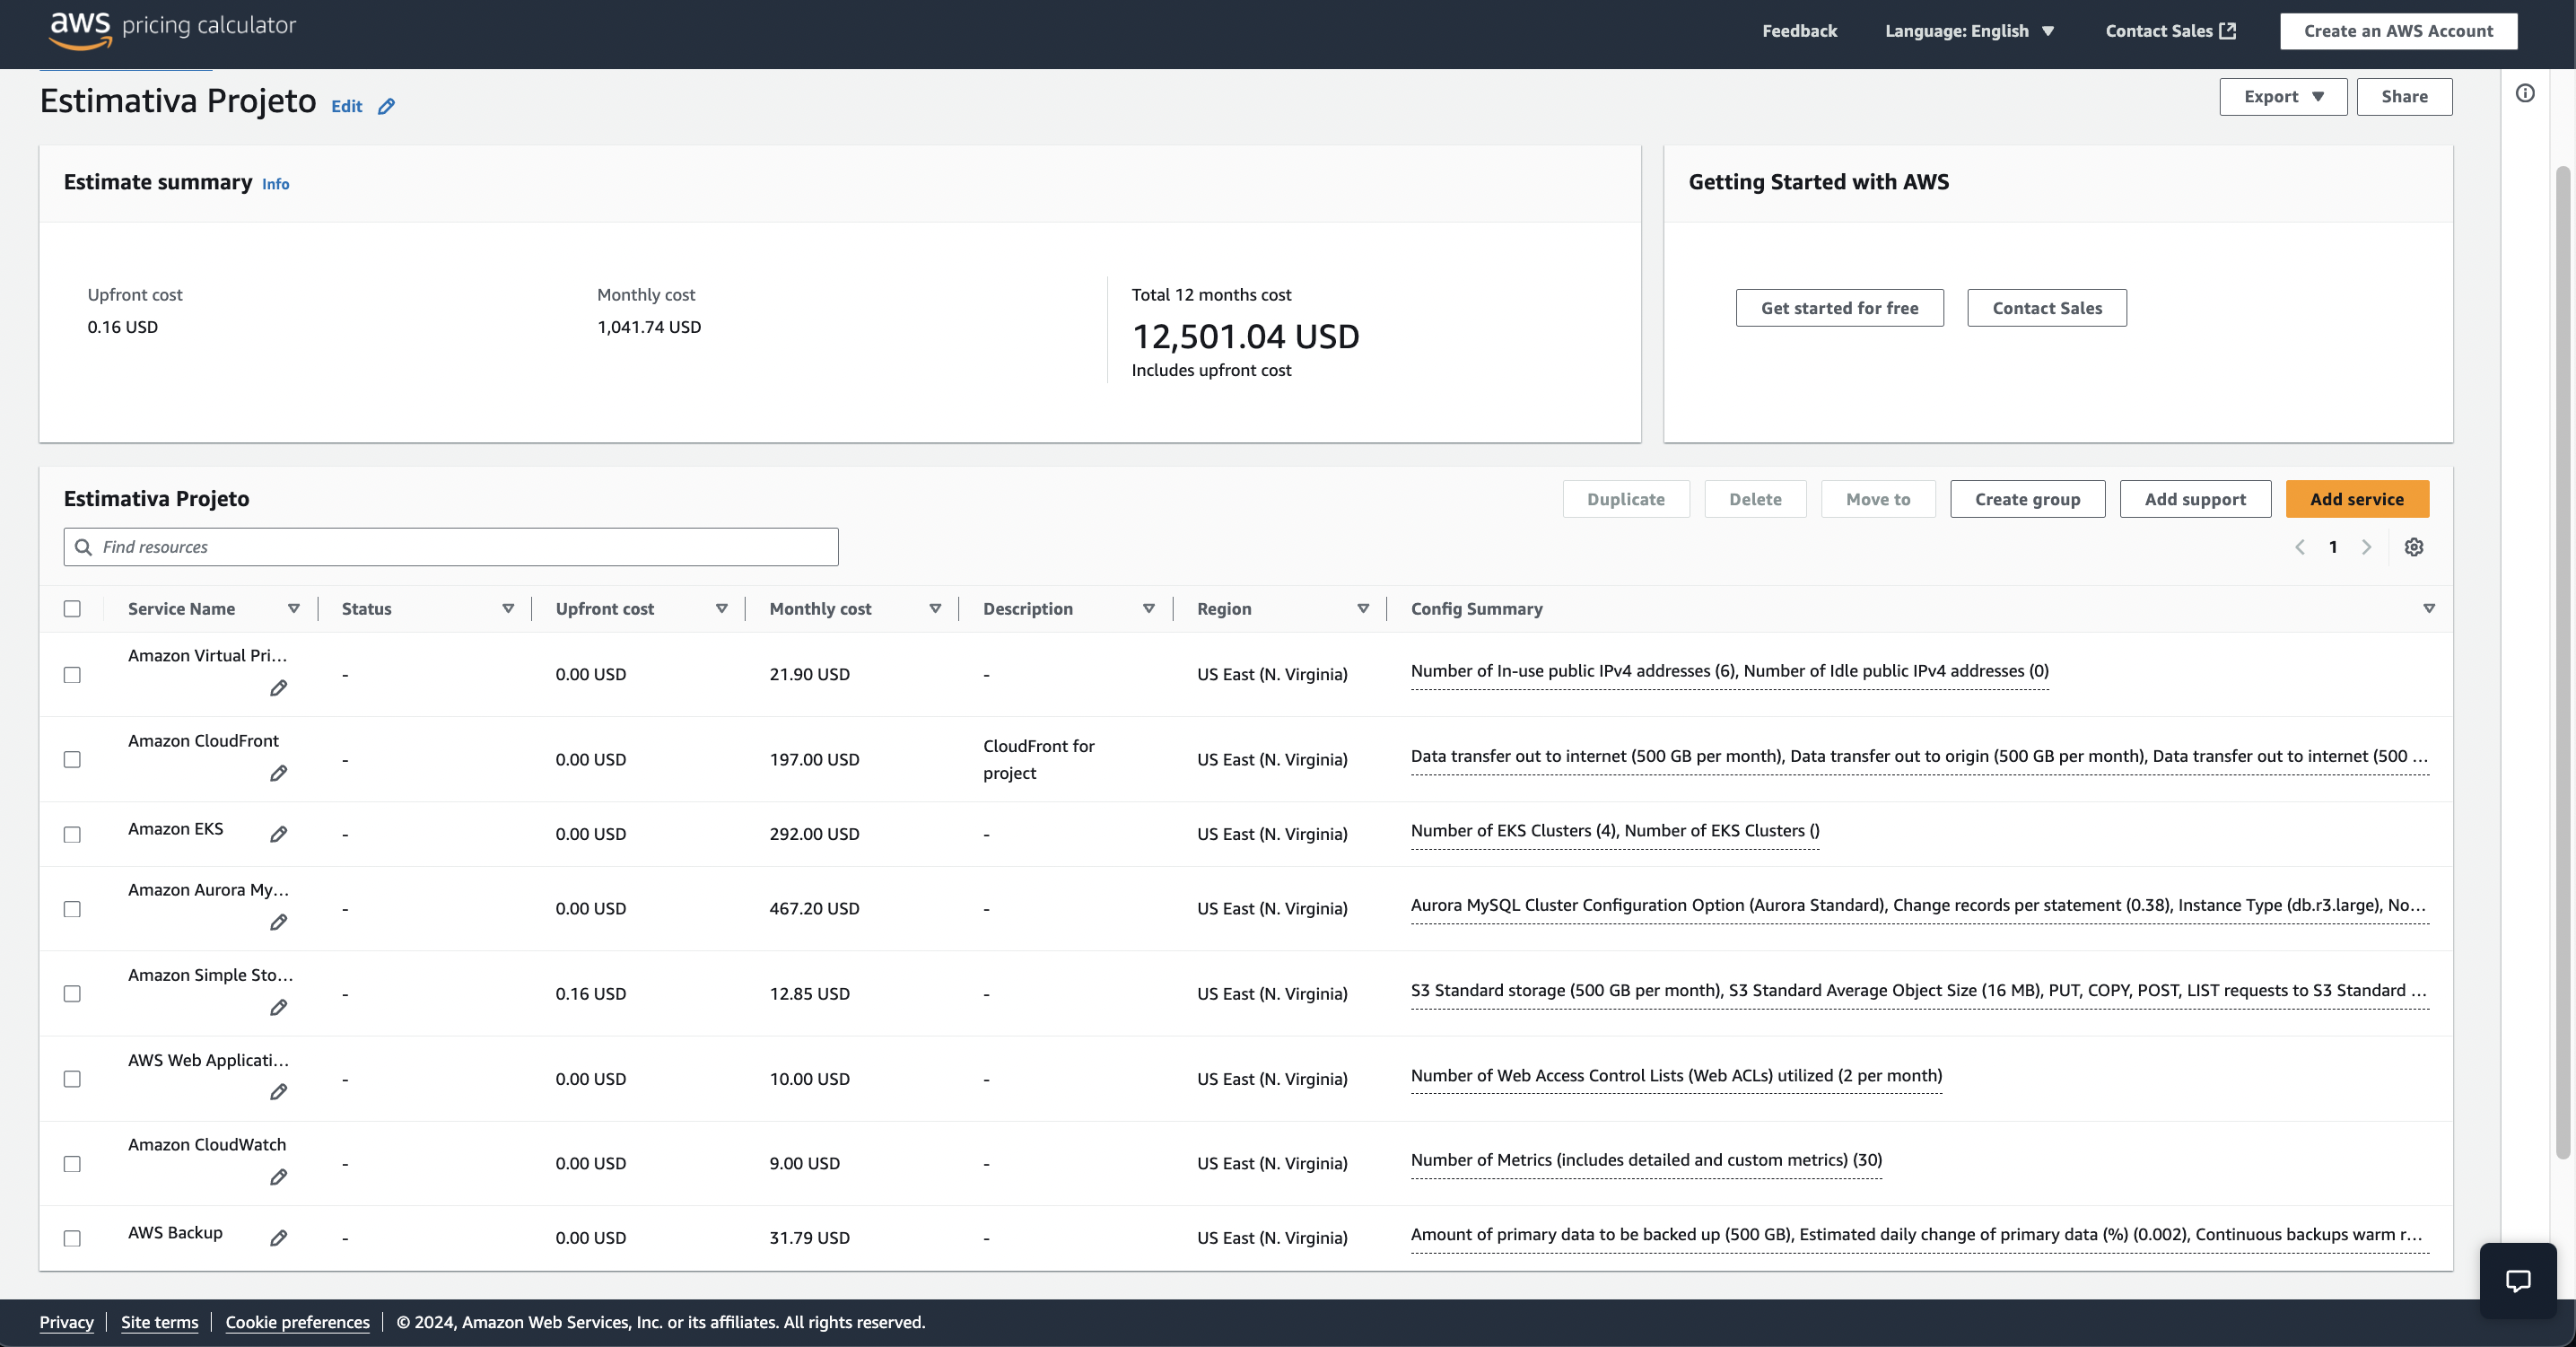 aws pricing calculator
Feedback
Language: English
Contact Sales
Create an AWS Account
Estimativa Projeto
Edit
Export
Share
Estimate summary
Info
Getting Started with AWS
Upfront cost
0.16 USD
Monthly cost
1,041.74 USD
Total 12 months cost
12,501.04 USD
Includes upfront cost
Get started for free
Contact Sales
Estimativa Projeto
Duplicate
Delete
Move to
Create group
Add support
Add service
Find resources
1
Service Name
Status
Upfront cost
Monthly cost
Description
Region
Config Summary
Amazon Virtual Pri...
-
0.00 USD
21.90 USD
-
US East (N. Virginia)
Number of In-use public IPv4 addresses (6), Number of Idle public IPv4 addresses (0)
Amazon CloudFront
-
0.00 USD
197.00 USD
CloudFront for
project
US East (N. Virginia)
Data transfer out to internet (500 GB per month), Data transfer out to origin (500 GB per month), Data transfer out to internet (500 ...
Amazon EKS
-
0.00 USD
292.00 USD
-
US East (N. Virginia)
Number of EKS Clusters (4), Number of EKS Clusters ()
Amazon Aurora My...
-
0.00 USD
467.20 USD
-
US East (N. Virginia)
Aurora MySQL Cluster Configuration Option (Aurora Standard), Change records per statement (0.38), Instance Type (db.r3.large), No...
Amazon Simple Sto...
-
0.16 USD
12.85 USD
-
US East (N. Virginia)
S3 Standard storage (500 GB per month), S3 Standard Average Object Size (16 MB), PUT, COPY, POST, LIST requests to S3 Standard ...
AWS Web Applicati...
-
0.00 USD
10.00 USD
-
US East (N. Virginia)
Number of Web Access Control Lists (Web ACLs) utilized (2 per month)
Amazon CloudWatch
-
0.00 USD
9.00 USD
-
US East (N. Virginia)
Number of Metrics (includes detailed and custom metrics) (30)
AWS Backup
-
0.00 USD
31.79 USD
-
US East (N. Virginia)
Amount of primary data to be backed up (500 GB), Estimated daily change of primary data (%) (0.002), Continuous backups warm r...
Privacy
Site terms
Cookie preferences
© 2024, Amazon Web Services, Inc. or its affiliates. All rights reserved.